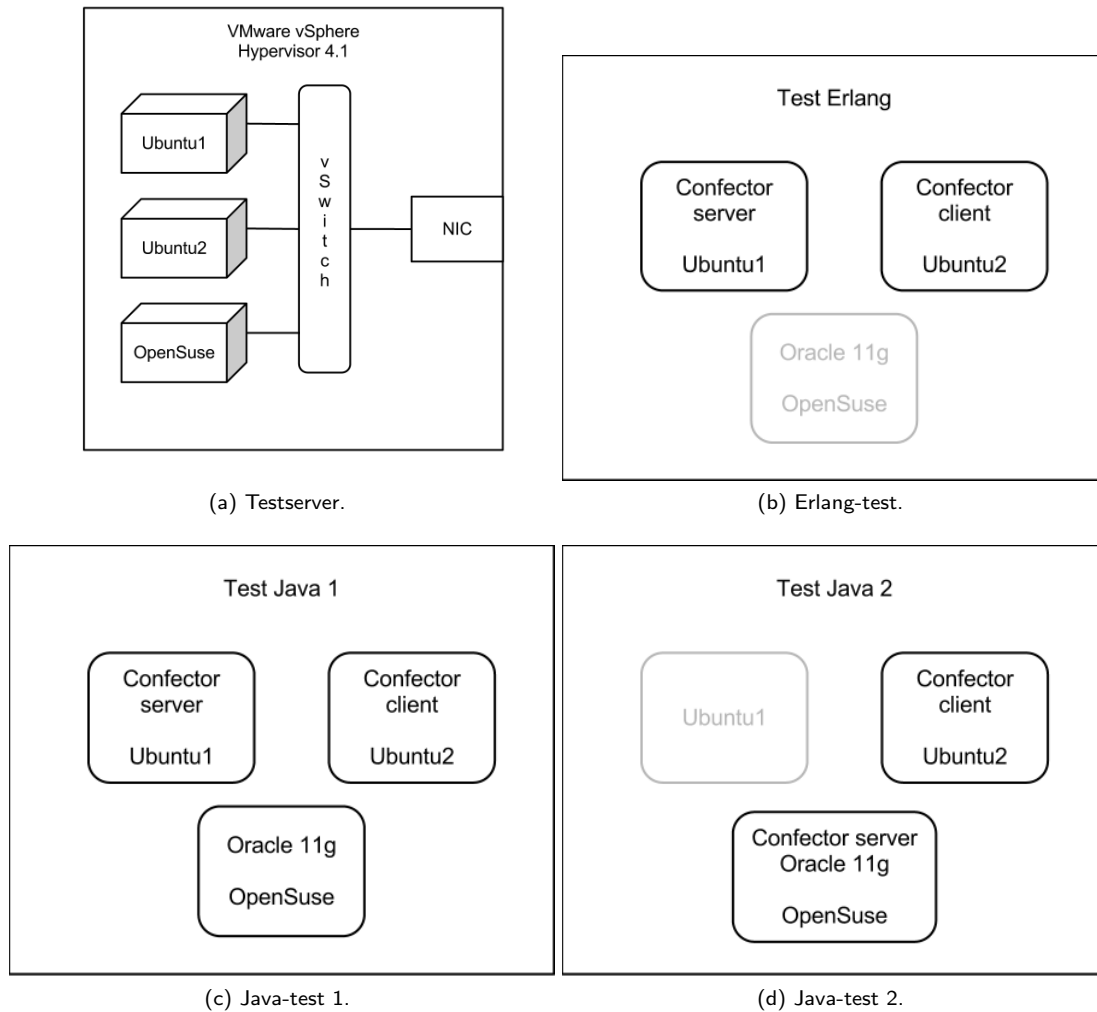 VMware vSphere
Hypervisor 4.1
Ubuntu1
Ubuntu2
OpenSuse
vSwitch
NIC
(a) Testserver.
Test Erlang
Confector
server
Ubuntu1
Confector
client
Ubuntu2
Oracle 11g
OpenSuse
(b) Erlang-test.
Test Java 1
Confector
server
Ubuntu1
Confector
client
Ubuntu2
Oracle 11g
OpenSuse
(c) Java-test 1.
Test Java 2
Ubuntu1
Confector
client
Ubuntu2
Confector server
Oracle 11g
OpenSuse
(d) Java-test 2.